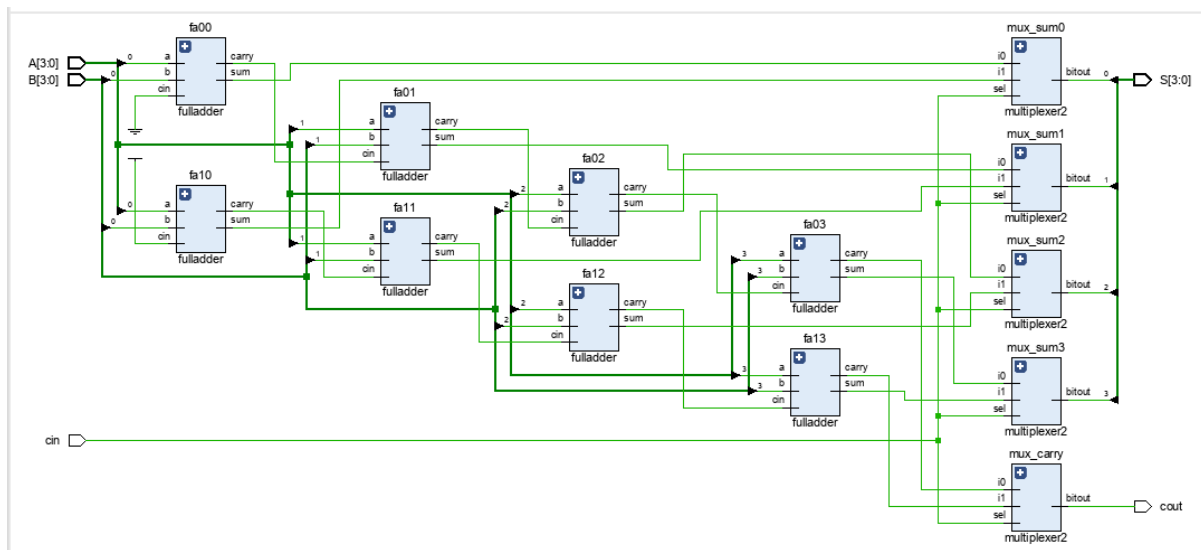 fa00
A[3:0]
B[3:0]
0
0
a
b
cin
carry
sum
fulladder
fa01
1
1
a
b
cin
carry
sum
fulladder
fa10
0
0
a
b
cin
carry
sum
fulladder
fa11
1
1
a
b
cin
carry
sum
fulladder
fa02
2
2
a
b
cin
carry
sum
fulladder
fa12
2
2
a
b
cin
carry
sum
fulladder
fa03
3
3
a
b
cin
carry
sum
fulladder
fa13
3
3
a
b
cin
carry
sum
fulladder
mux_sum0
i0
i1
sel
bitout
0
S[3:0]
multiplexer2
mux_sum1
i0
i1
sel
bitout
1
multiplexer2
mux_sum2
i0
i1
sel
bitout
2
multiplexer2
mux_sum3
i0
i1
sel
bitout
3
multiplexer2
cin
mux_carry
i0
i1
sel
bitout
cout
multiplexer2